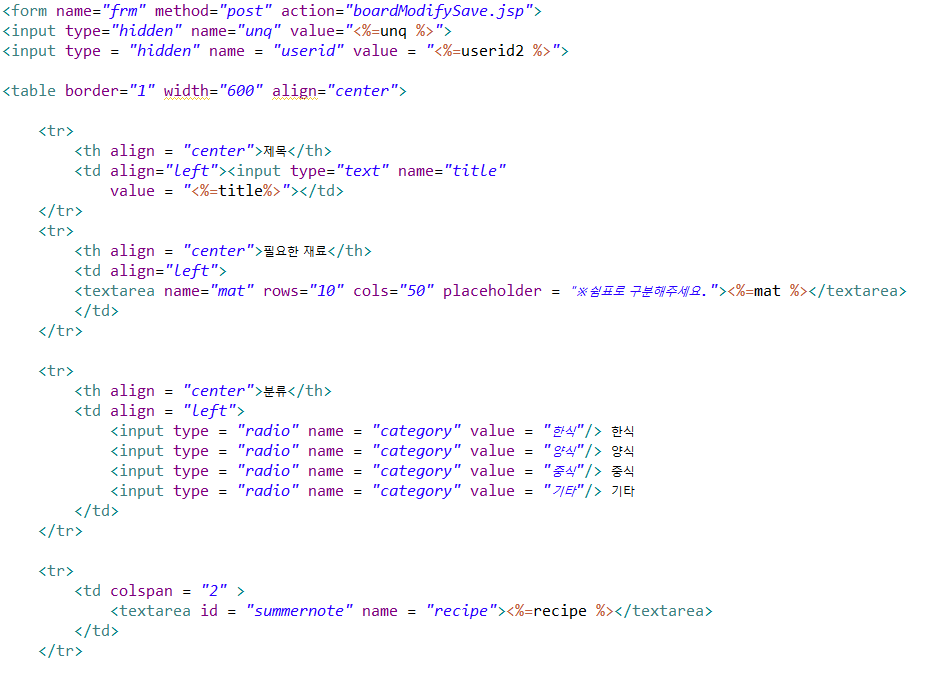 <form name="frm" method="post" action="boardModifySave.jsp">
<input type="hidden" name="unq" value="<%=unq %>">
<input type = "hidden" name = "userid" value = "<%=userid2 %>">
<table border="1" width="600" align="center">
<tr>
<th align = "center">제목</th>
<td align="left"><input type="text" name="title"
value = "<%=title%>"></td>
</tr>
<tr>
<th align = "center">필요한 재료</th>
<td align="left">
<textarea name="mat" rows="10" cols="50" placeholder = "※쉼표로 구분해주세요."><%=mat %></textarea>
</td>
</tr>
<tr>
<th align = "center">분류</th>
<td align = "left">
<input type = "radio" name = "category" value = "한식"/> 한식
<input type = "radio" name = "category" value = "양식"/> 양식
<input type = "radio" name = "category" value = "중식"/> 중식
<input type = "radio" name = "category" value = "기타"/> 기타
</td>
</tr>
<tr>
<td colspan = "2" >
<textarea id = "summernote" name = "recipe"><%=recipe %></textarea>
</td>
</tr>